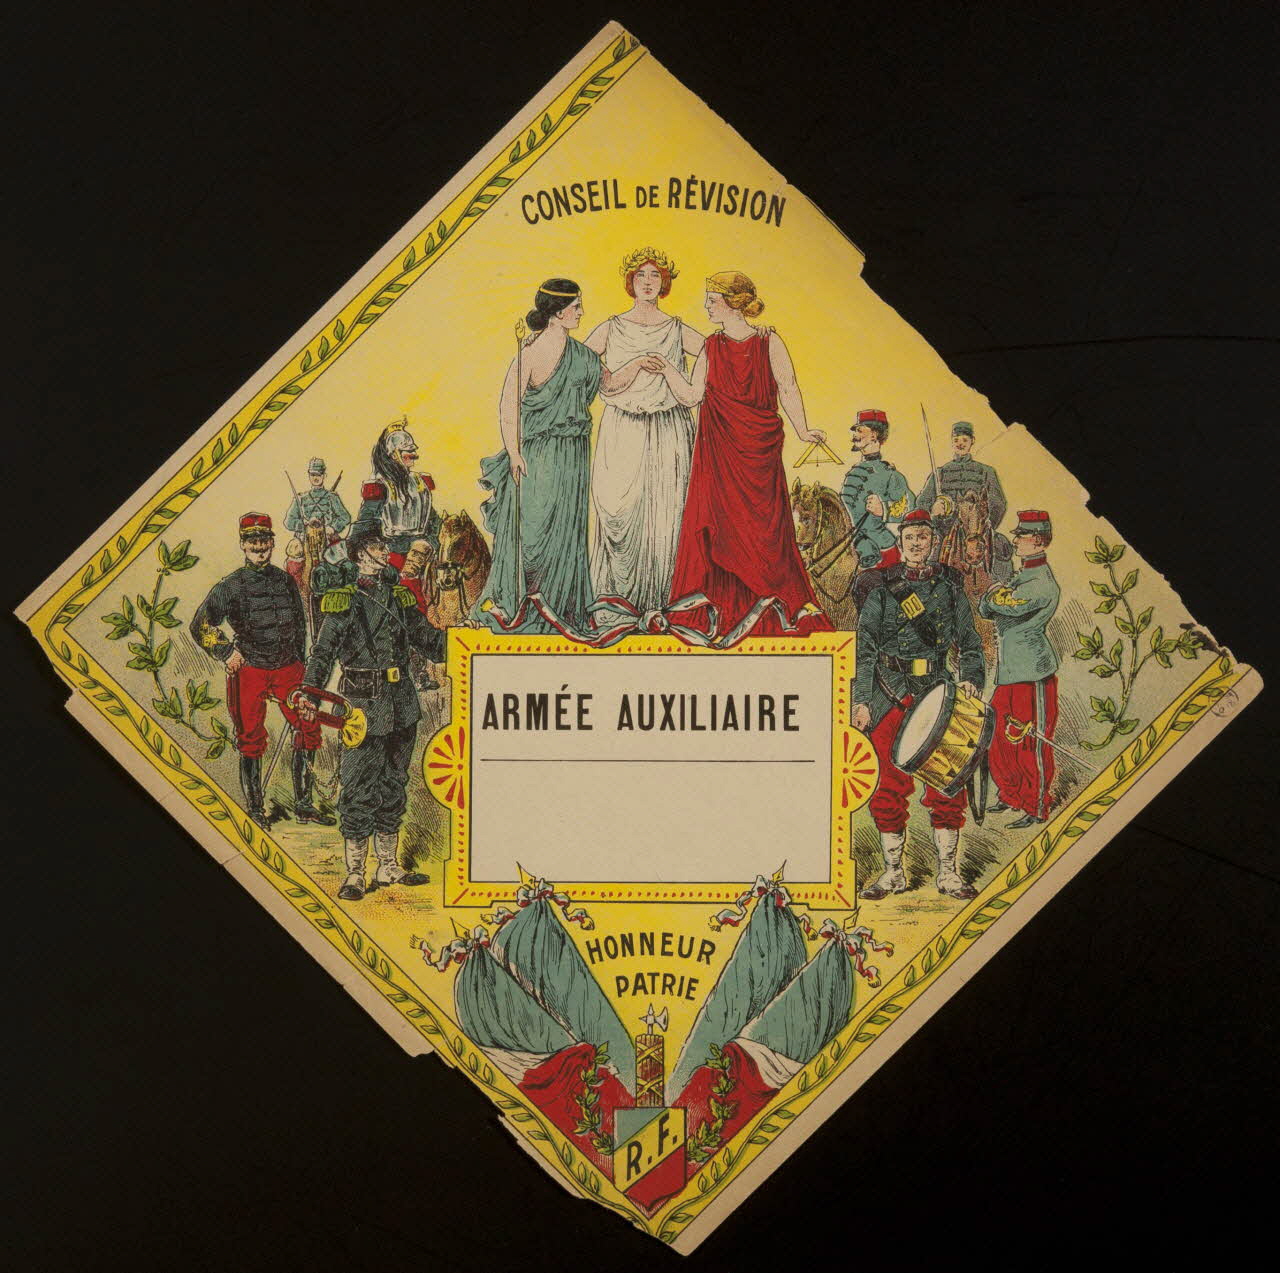 CONSEIL DE RÉVISION
ARMÉE AUXILIAIRE
HONNEUR
PATRIE
R.F.